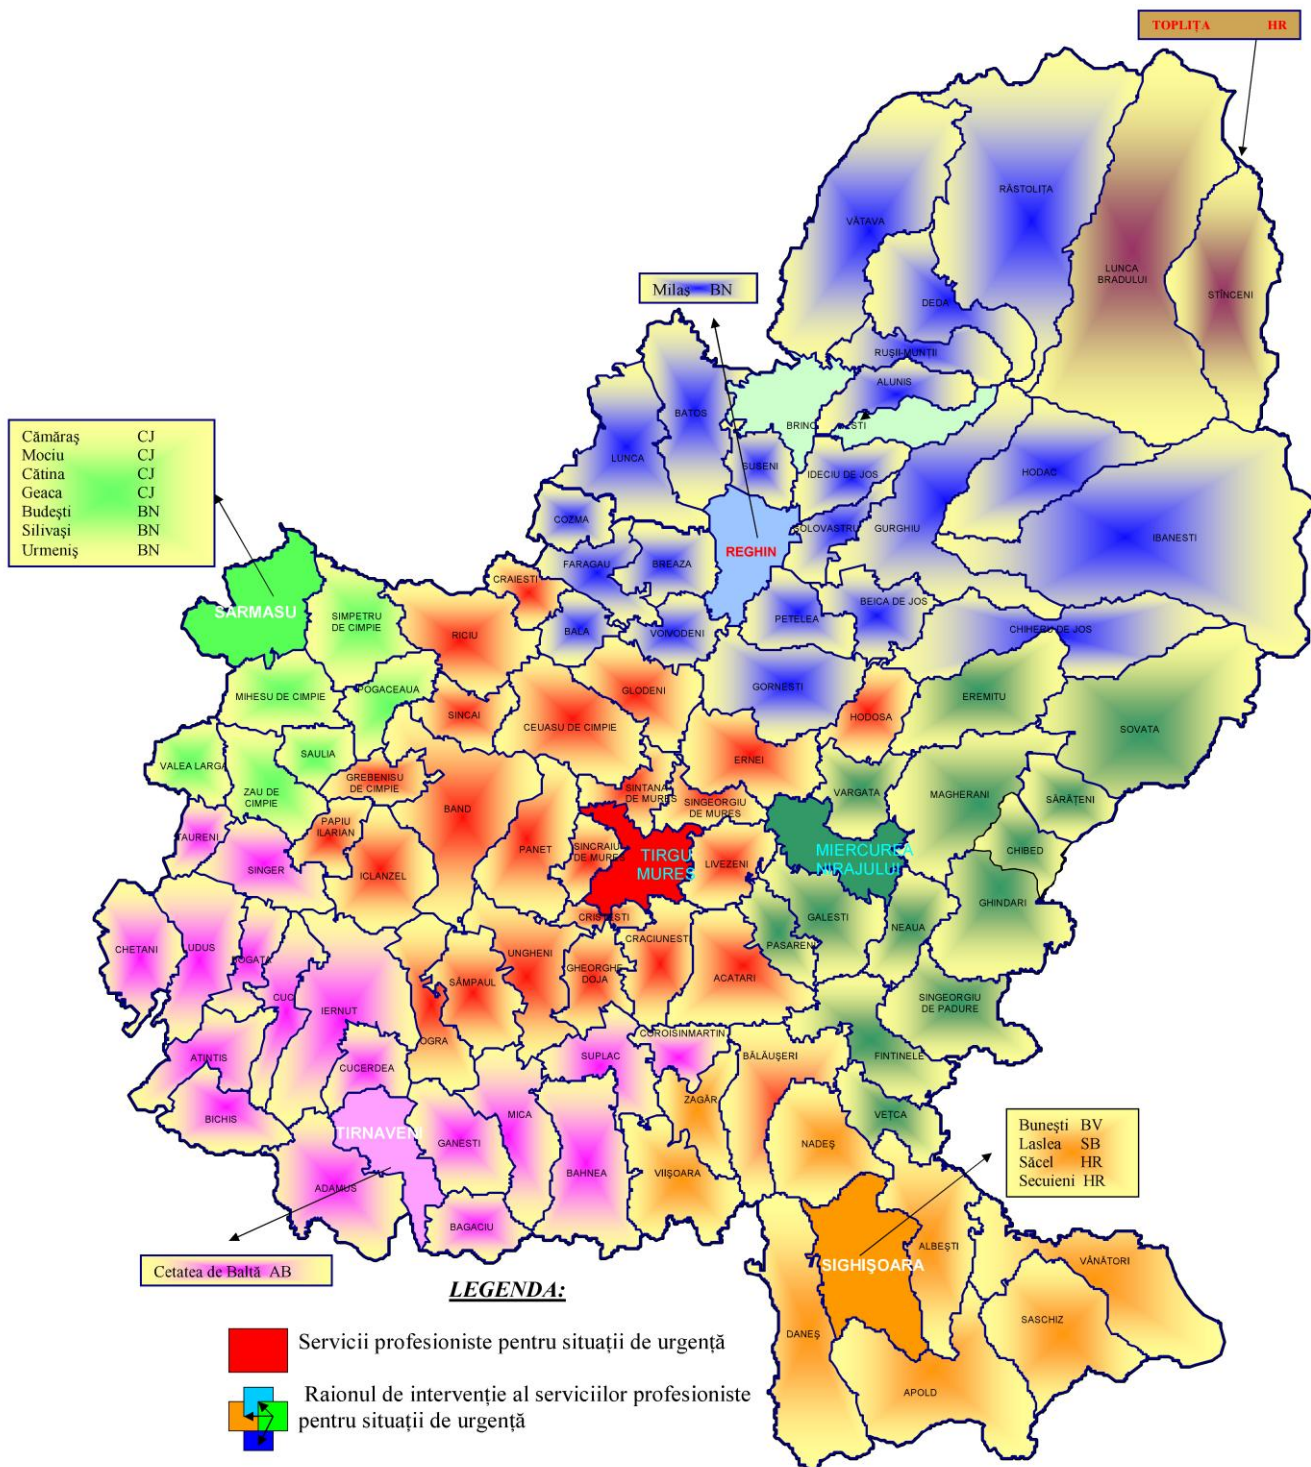 TOPLIȚA HR
RĂSTOLIȚA
VĂTAVA
LUNCA
BRADULUI
STÎNCENI
DEDA
Milaș BN
RUȘII-MUNȚII
ALUNIS
BATOS
LUNCA
SUSENI
IDECIU DE JOS
HODAC
Cămăraș CJ
Mociu CJ
Cătina CJ
Geaca CJ
Budești BN
Silivași BN
Urmeniș BN
COZMA
SOLOVASTRU
GURGHIU
IBANESTI
REGHIN
FARAGAU
BREAZA
CRAIESTI
BEICA DE JOS
SĂRMASU
SIMPETRU
DE CIMPIE
RICIU
BALA
VOIVODENI
PETELEA
CHIHERU DE JOS
MIHESU DE CIMPIE
POGACEAUA
GLODENI
GORNESTI
EREMITU
SINCAI
HODOSA
CEUASU DE CIMPIE
SOVATA
SAULIA
ERNEI
VALEA LARGA
GREBENISU
DE CIMPIE
ZAU DE
CIMPIE
SINTANA
DE MURES
VARGATA
MAGHERANI
SĂRĂȚENI
BAND
SINGEORGIU
DE MURES
PAPIU
ILARIAN
TAURENI
SINCRAIU
DE MURES
PANET
TIRGU
MURES
MIERCUREA
NIRAJULUI
CHIBED
SINGER
ICLANZEL
LIVEZENI
GHINDARI
CRISTESTI
GALESTI
NEAUA
CHETANI
UDUS
UNGHENI
CRACIUNEST
PASARENI
BOGATA
GHEORGHE
DOJA
ACATARI
SÂMPAUL
CUC
IERNUT
SINGEORGIU
DE PADURE
OGRA
COROISINMARTIN
ATINTIS
SUPLAC
BĂLĂUȘERI
FINTINELE
CUCERDEA
ZAGĂR
BICHIS
MICA
VEȚCA
TIRNAVENI
GANESTI
NADEȘ
Bunești BV
Laslea SB
Săcel HR
Secuieni HR
BAHNEA
VIIȘOARA
ADAMUS
BAGACIU
ALBEȘTI
SIGHIȘOARA
VÂNĂTORI
Cetatea de Baltă AB
LEGENDA:
SASCHIZ
DANEȘ
Servicii profesioniste pentru situații de urgență
APOLD
Raionul de intervenție al serviciilor profesioniste
pentru situații de urgență